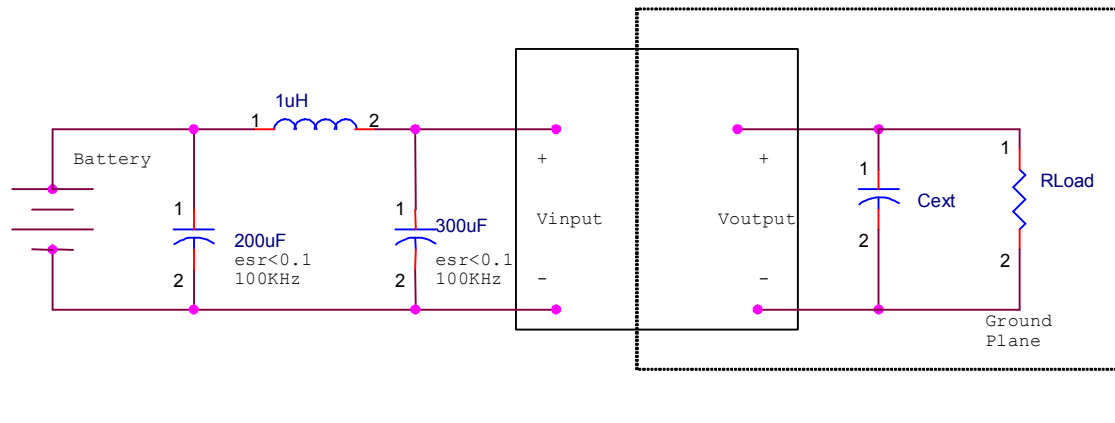 1uH
1
2
Battery
1
200uF
esr<0.1
100KHz
2
1
300uF
esr<0.1
100KHz
2
+
Vinput
-
+
Voutput
-
1
Cext
2
1
RLoad
2
Ground
Plane